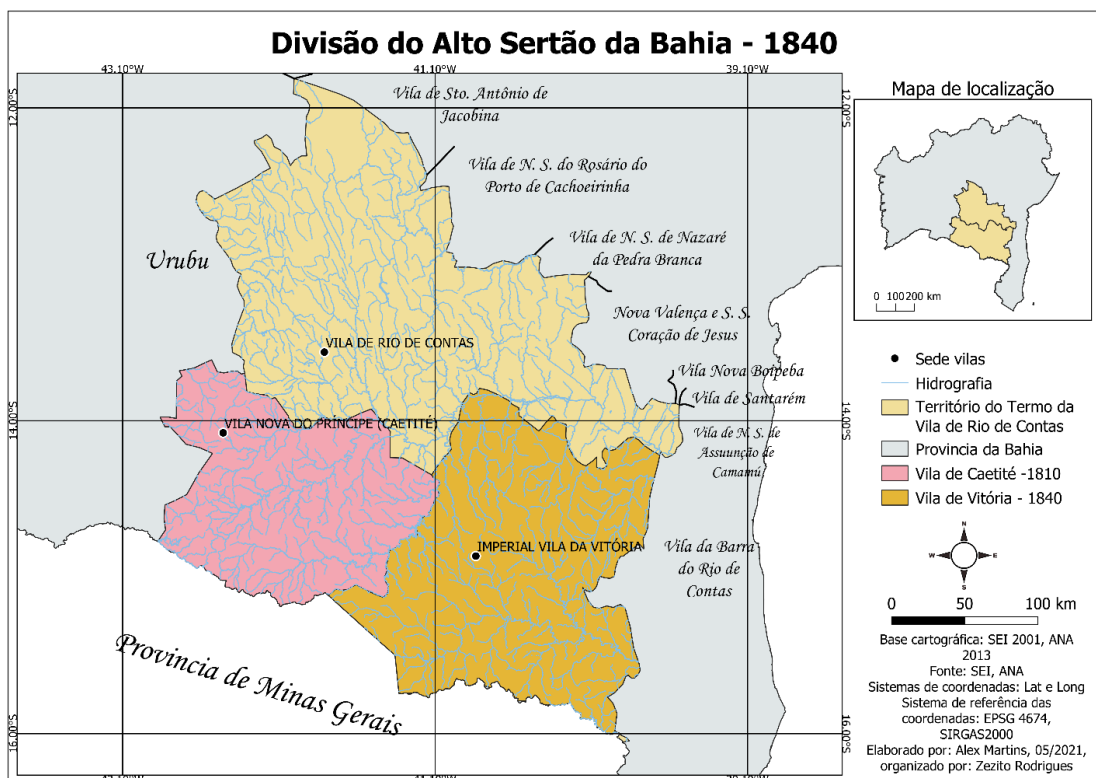 Divisão do Alto Sertão da Bahia - 1840
43.10°W
41.10°W
39.10°W
12.00°S
12.00°S
Vila de Sto. Antônio de
Jacobina
Vila de N. S. do Rosário do
Porto de Cachoeirinha
Urubu
Vila de N. S. de Nazaré
da Pedra Branca
Nova Valença e S. S.
Coração de Jesus
VILA DE RIO DE CONTAS
Vila Nova Boipeba
Vila de Santarém
14.00°S
14.00°S
VILA NOVA DO PRÍNCIPE (CAETITÉ)
Vila de N. S. de
Assuunção de
Camamú
IMPERIAL VILA DA VITÓRIA
Vila da Barra
do Rio de
Contas
Provincia de Minas Gerais
16.00°S
16.00°S
43.10°W
41.10°W
39.10°W
Mapa de localização
0 100200 km
Sede vilas
Hidrografia
Território do Termo da
Vila de Rio de Contas
Provincia da Bahia
Vila de Caetité -1810
Vila de Vitória - 1840
N
W
E
S
0 50 100 km
Base cartográfica: SEI 2001, ANA
2013
Fonte: SEI, ANA
Sistemas de coordenadas: Lat e Long
Sistema de referência das
coordenadas: EPSG 4674,
SIRGAS2000
Elaborado por: Alex Martins, 05/2021,
organizado por: Zezito Rodrigues